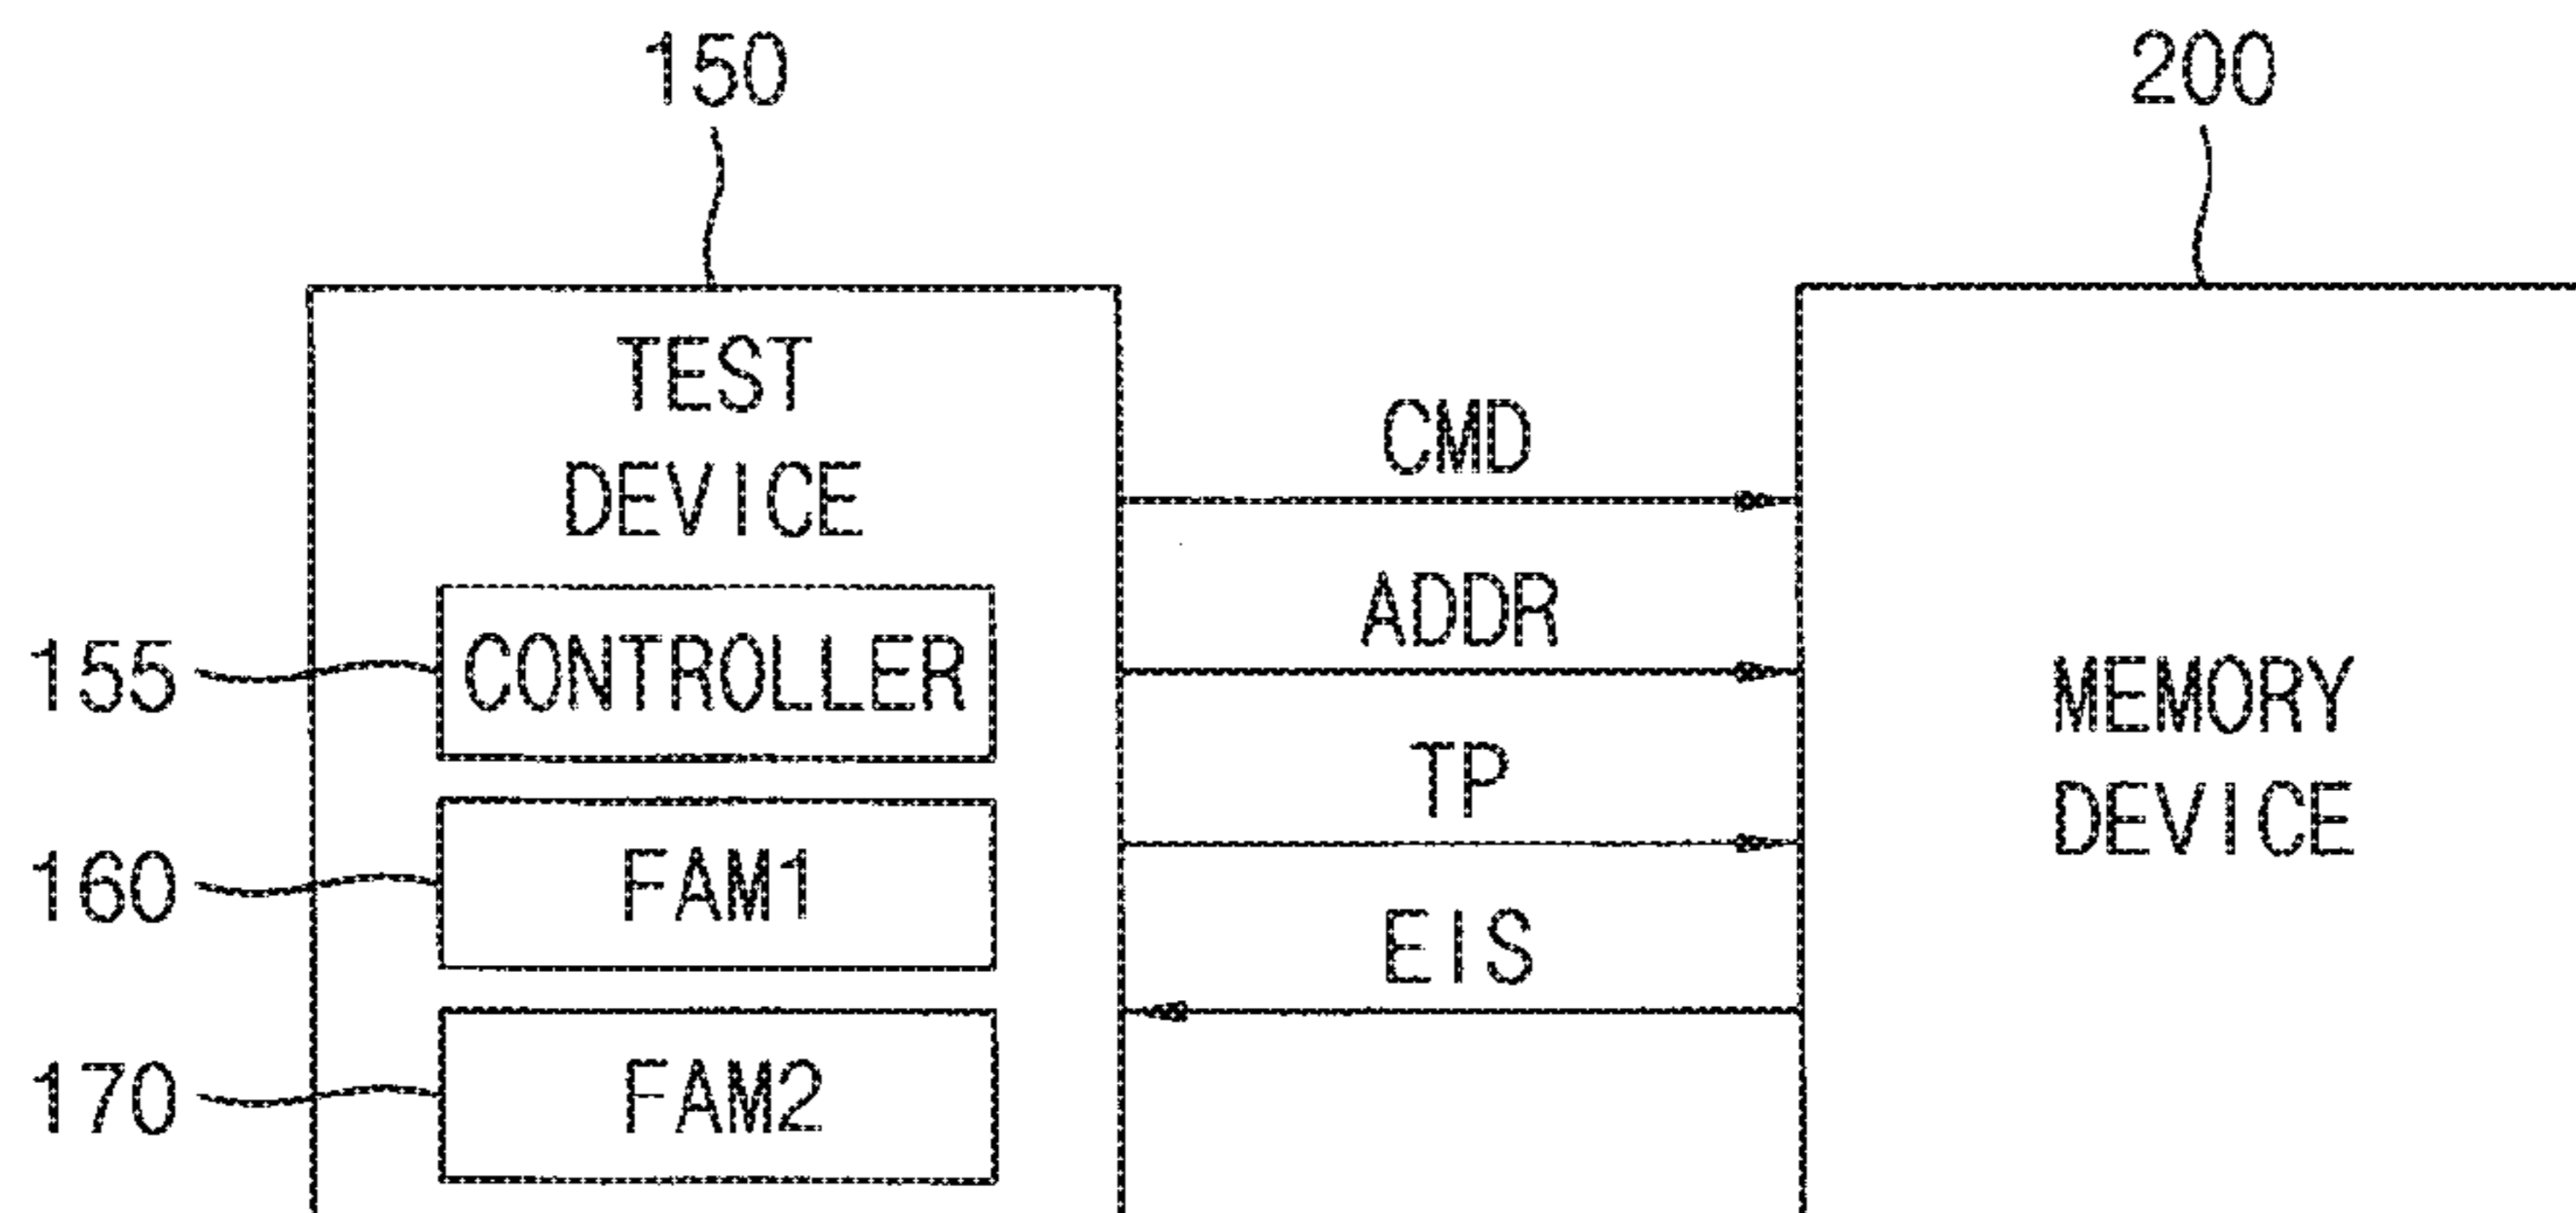 150
200
TEST
DEVICE
CMD
ADDR
155
CONTROLLER
MEMORY
DEVICE
TP
160
FAM1
EIS
170
FAM2